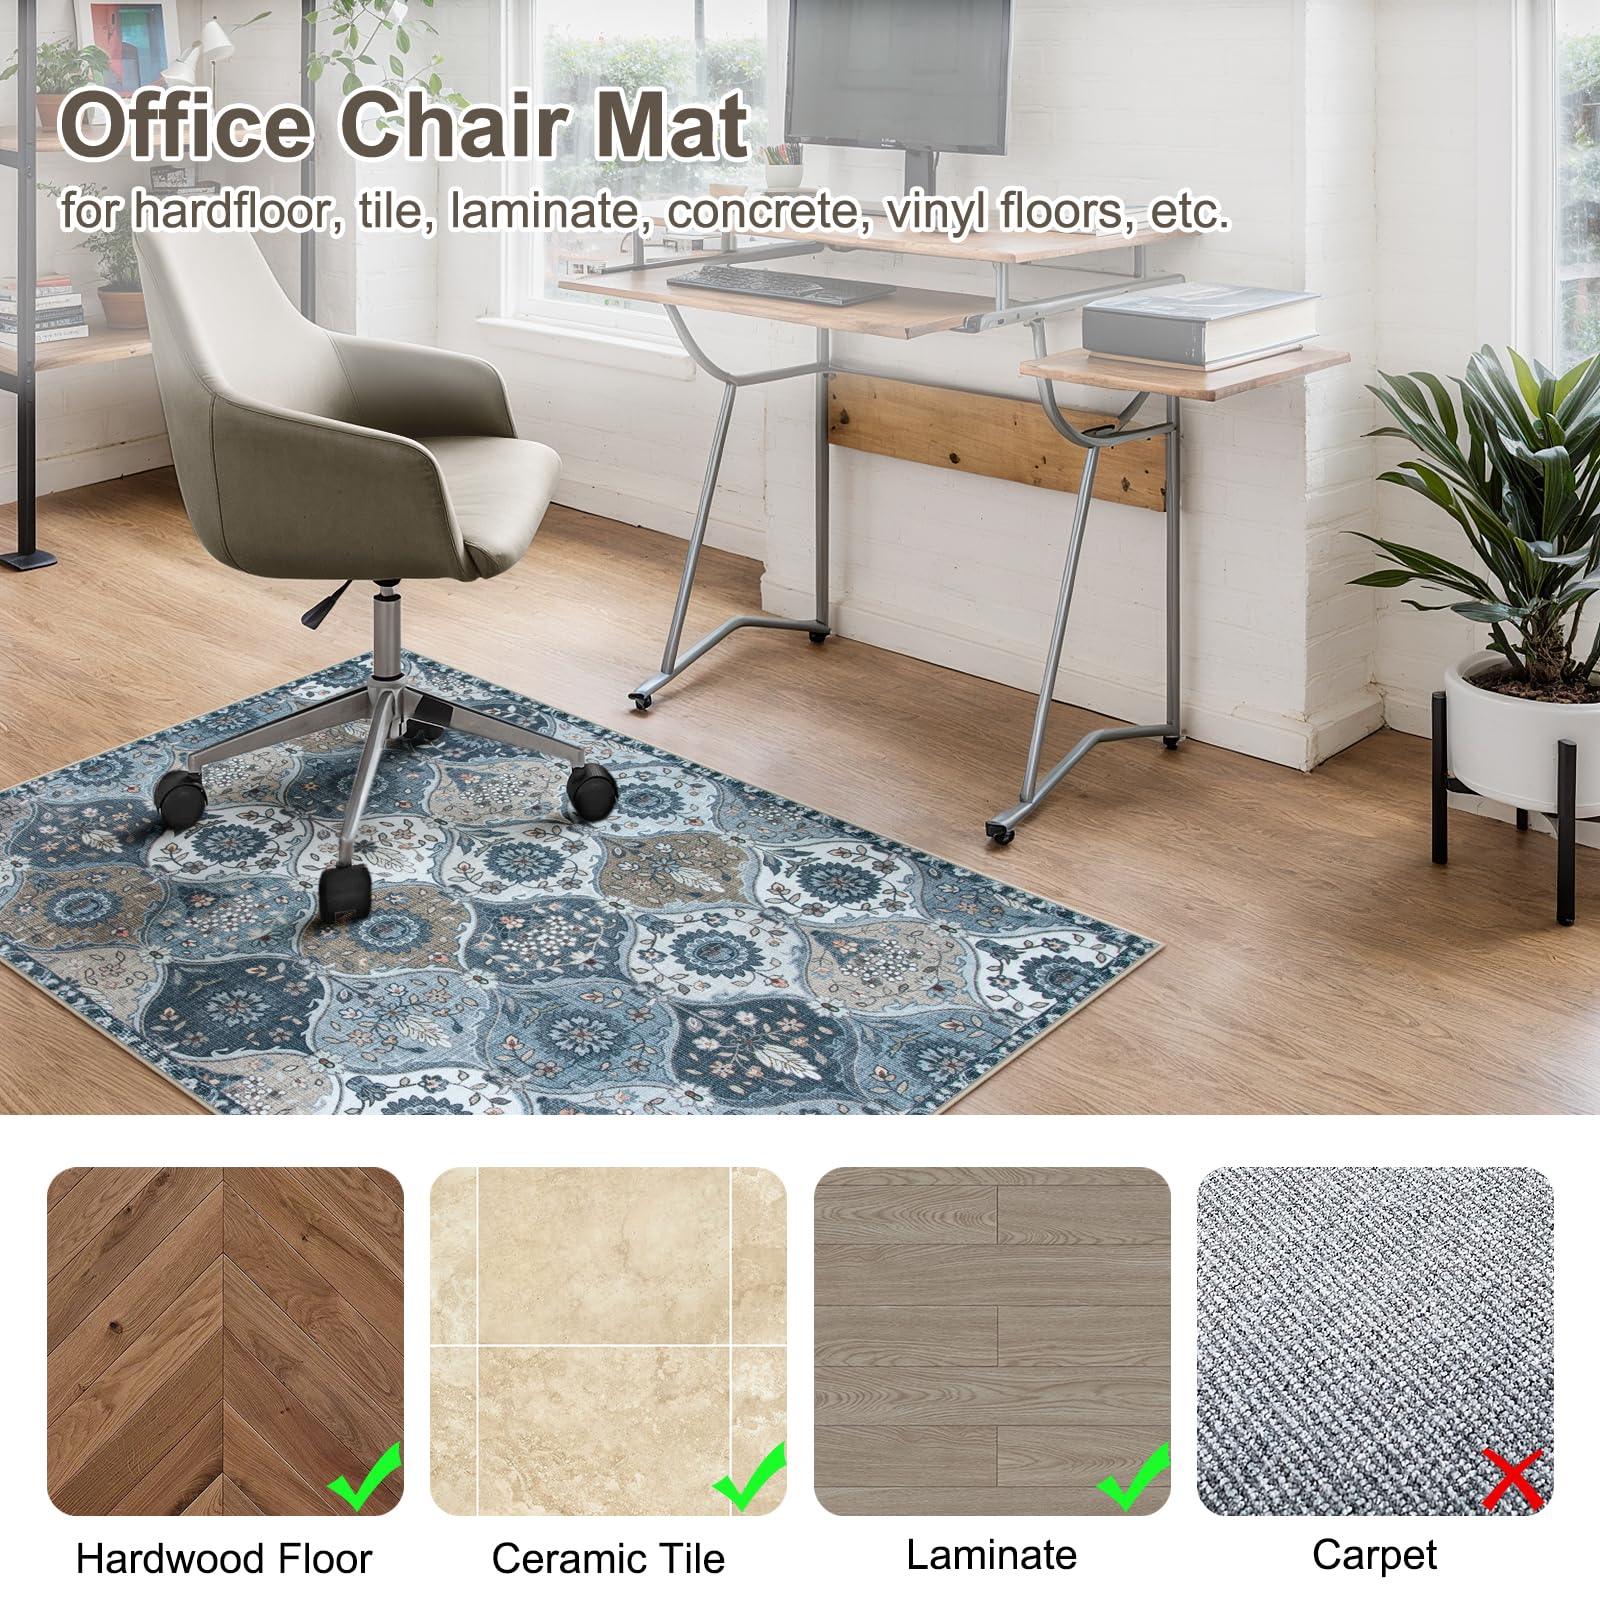 Office Chair Mat
for hardfloor, tile, laminate, concrete, vinyl floors, etc.
Hardwood Floor
Ceramic Tile
Laminate
Carpet